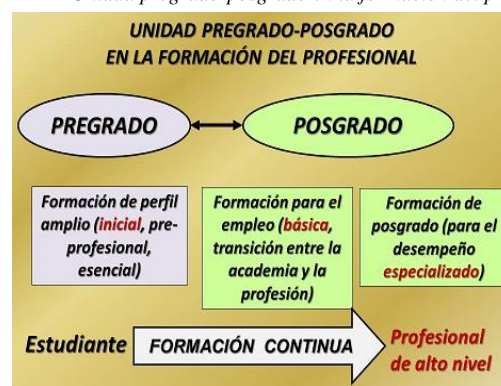 UNIDAD PREGRADO-POSGRADO
EN LA FORMACIÓN DEL PROFESIONAL
PREGRADO
POSGRADO
Formación de perfil
amplio (inicial, pre-
profesional,
esencial)
Formación para el
empleo (básica,
transición entre la
academia y la
profesión)
Formación de
posgrado (para el
desempeño
especializado)
Estudiante
FORMACIÓN CONTINUA
Profesional
de alto nivel